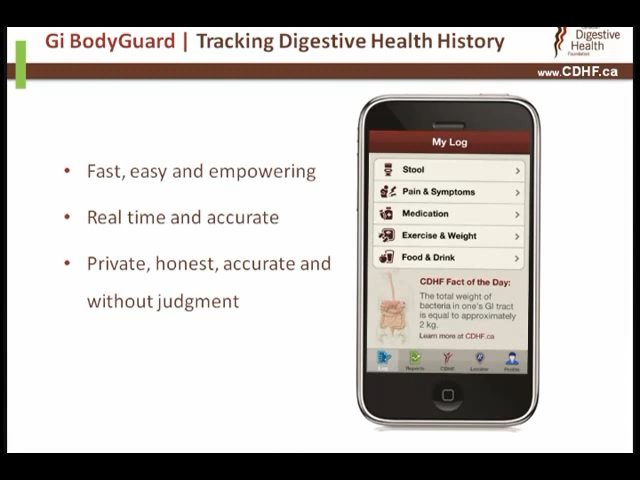 Gi BodyGuard | Tracking Digestive Health History
Digestive
Health
Foundation
www.CDHF.ca
• Fast, easy and empowering
• Real time and accurate
• Private, honest, accurate and
without judgment
My Log
Stool
Pain & Symptoms
Medication
Exercise & Weight
Food & Drink
CDHF Fact of the Day:
The total weight of
bacteria in one's GI tract
is equal to approximately
2 kg.
Learn more at CDHF.ca
Reports
CDHF
Locator
Profile